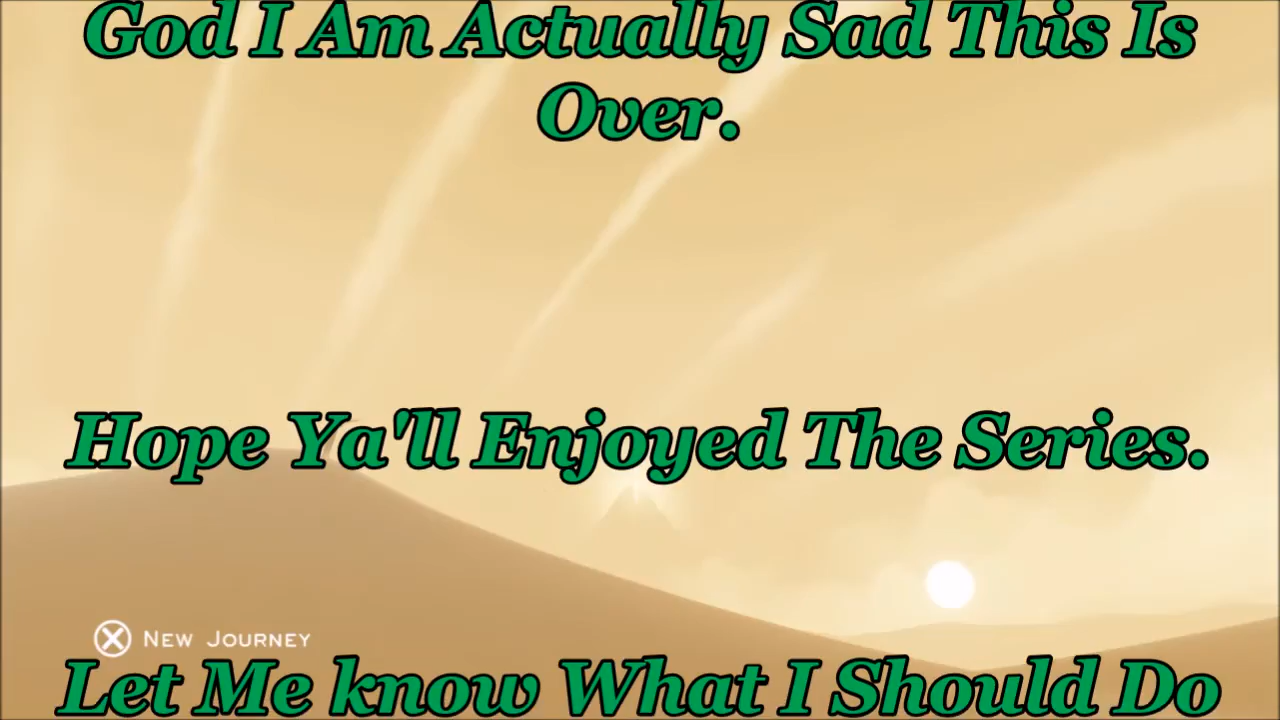 God I Am Actually Sad This Is
Over.
Hope Ya'll Enjoyed The Series.
New Journey
Let Me know What I Should Do